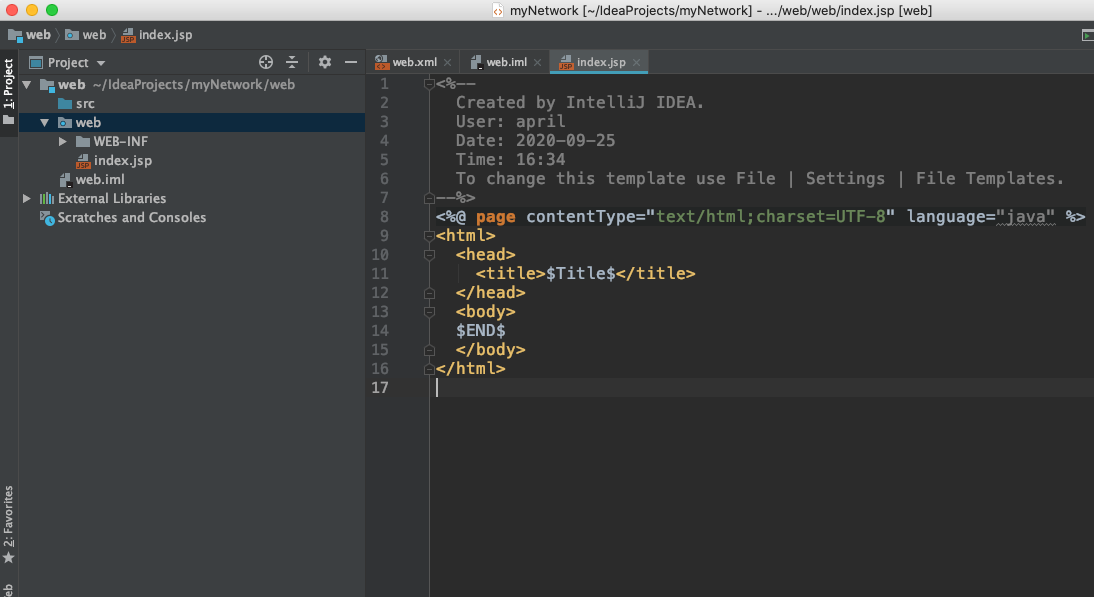 myNetwork [~/IdeaProjects/myNetwork] - .../web/web/index.jsp [web]
web web index.jsp
1: Project
Project
web ~/IdeaProjects/myNetwork/web
src
web
WEB-INF
index.jsp
web.iml
External Libraries
Scratches and Consoles
2: Favorites
web.xml web.iml index.jsp
1 <%--
2 Created by IntelliJ IDEA.
3 User: april
4 Date: 2020-09-25
5 Time: 16:34
6 To change this template use File | Settings | File Templates.
7 --%>
8 <%@ page contentType="text/html;charset=UTF-8" language="java" %>
9 <html>
10 <head>
11 <title>$Title$</title>
12 </head>
13 <body>
14 $END$
15 </body>
16 </html>
17